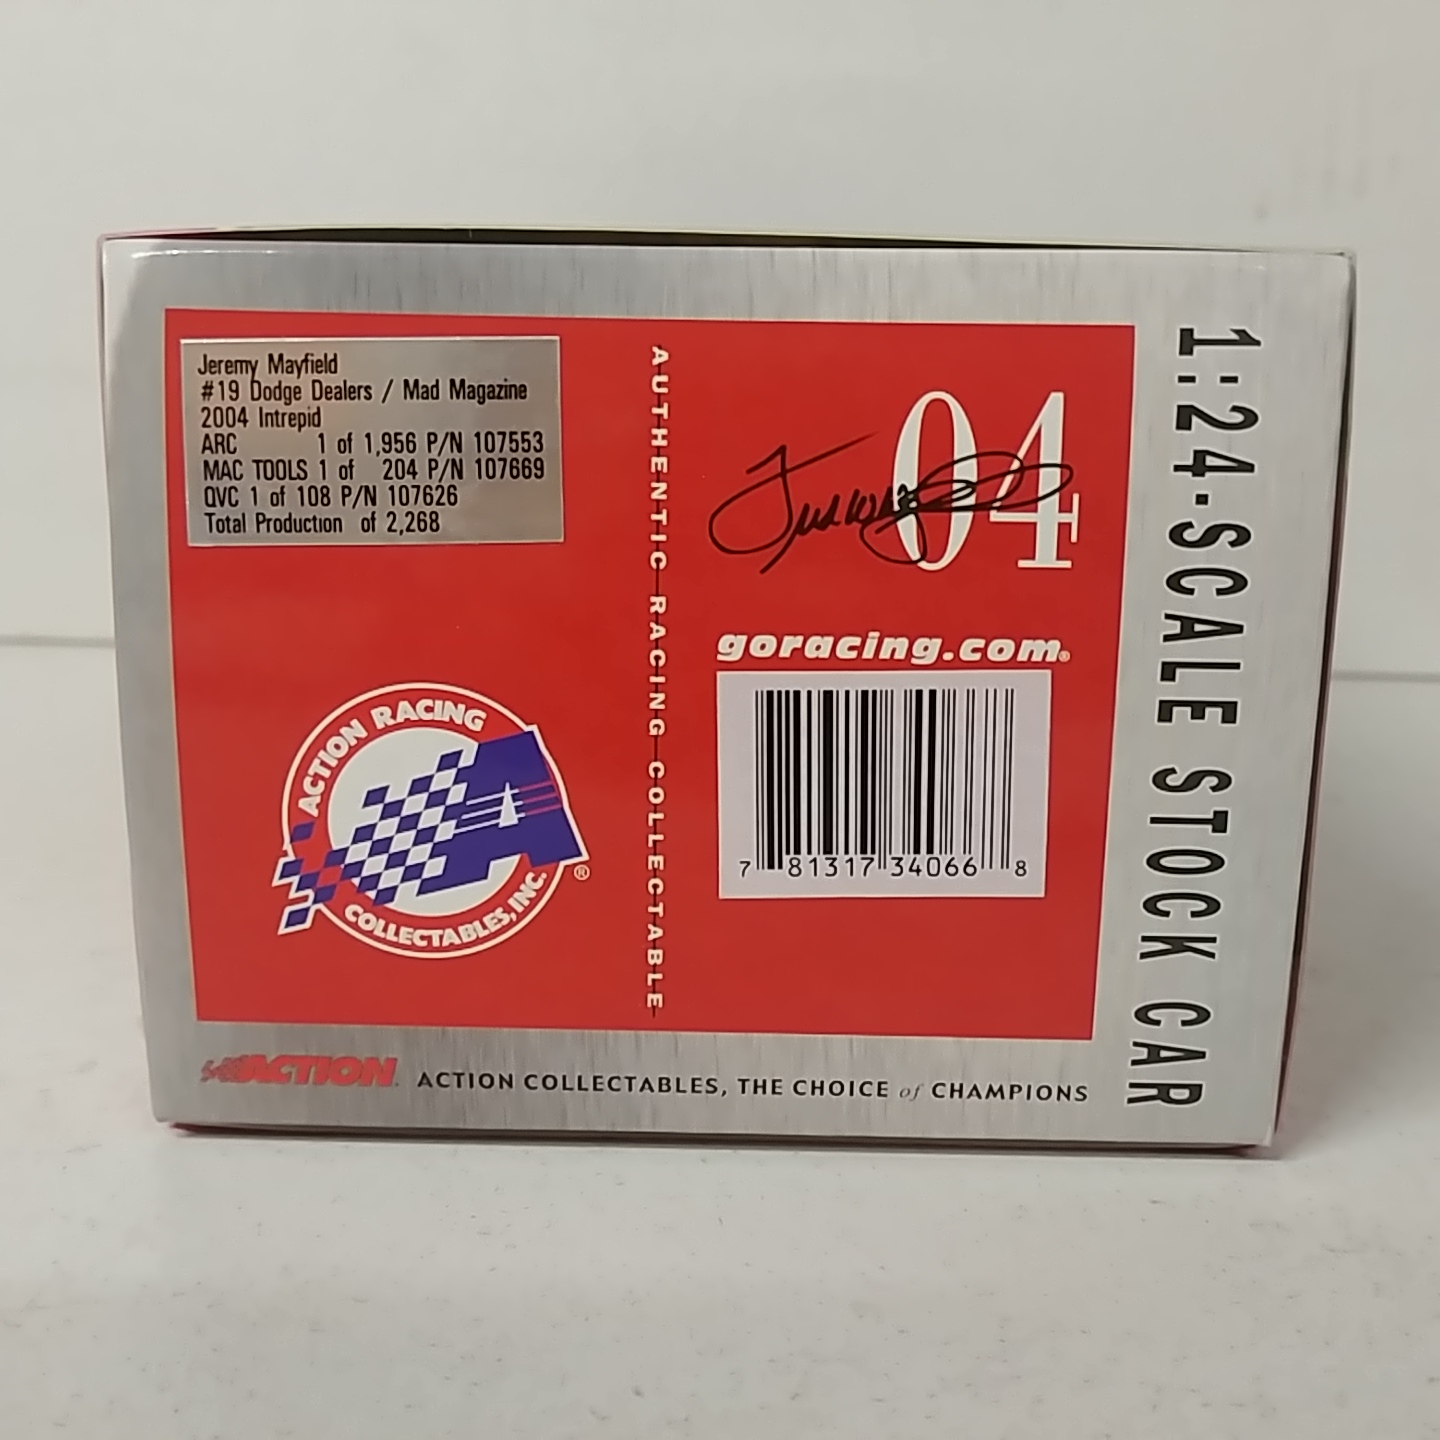 Jeremy Mayfield
#19 Dodge Dealers / Mad Magazine
2004 Intrepid
ARC 1 of 1,956 P/N 107553
MAC TOOLS 1 of 204 P/N 107669
QVC 1 of 108 P/N 107626
Total Production of 2,268
AUTHENTIC RACING COLLECTABLE
04
goracing.com®
7 81317 34066 8
ACTION RACING
COLLECTABLES, INC.
®
1:24-SCALE STOCK CAR
ACTION
ACTION COLLECTABLES, THE CHOICE of CHAMPIONS